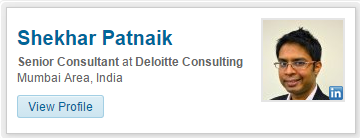 Shekhar Patnaik
Senior Consultant at Deloitte Consulting
Mumbai Area, India
View Profile
in